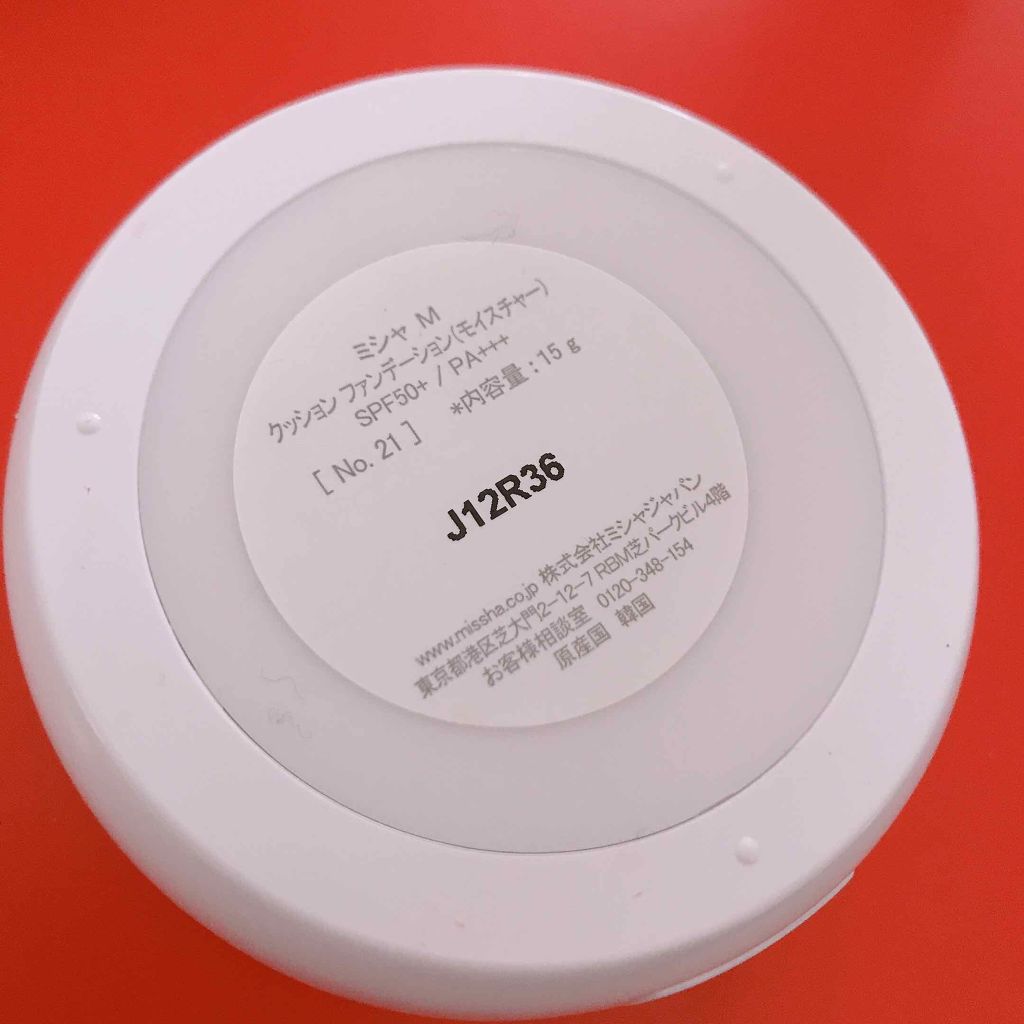 ミシャ M
クッション ファンデーション(モイスチャー)
SPF50+ / PA+++
[ No. 21 ] *内容量 : 15 g
J12R36
www.missha.co.jp 株式会社ミシャジャパン
東京都港区芝大門2-12-7 RBM芝パークビル4階
お客様相談室 0120-348-154
原産国 韓国